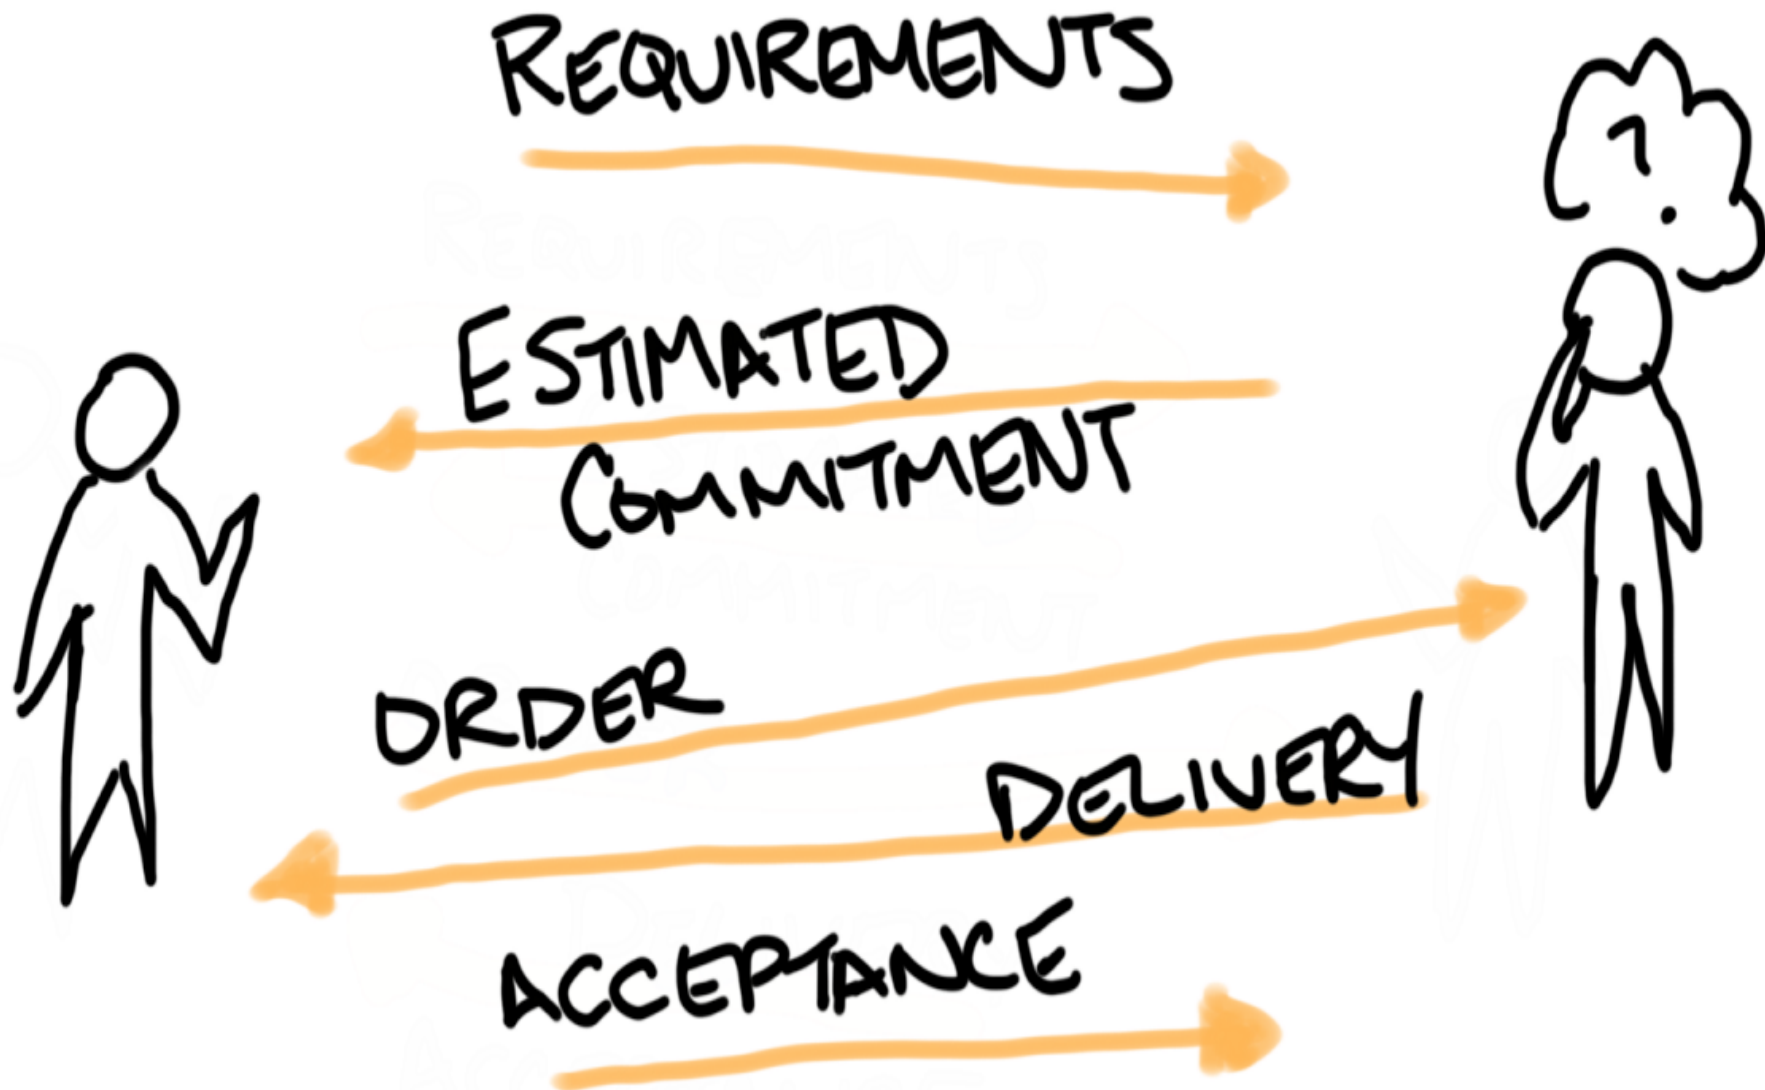 REQUIREMENTS
?
ESTIMATED
COMMITMENT
ORDER
DELIVERY
ACCEPTANCE